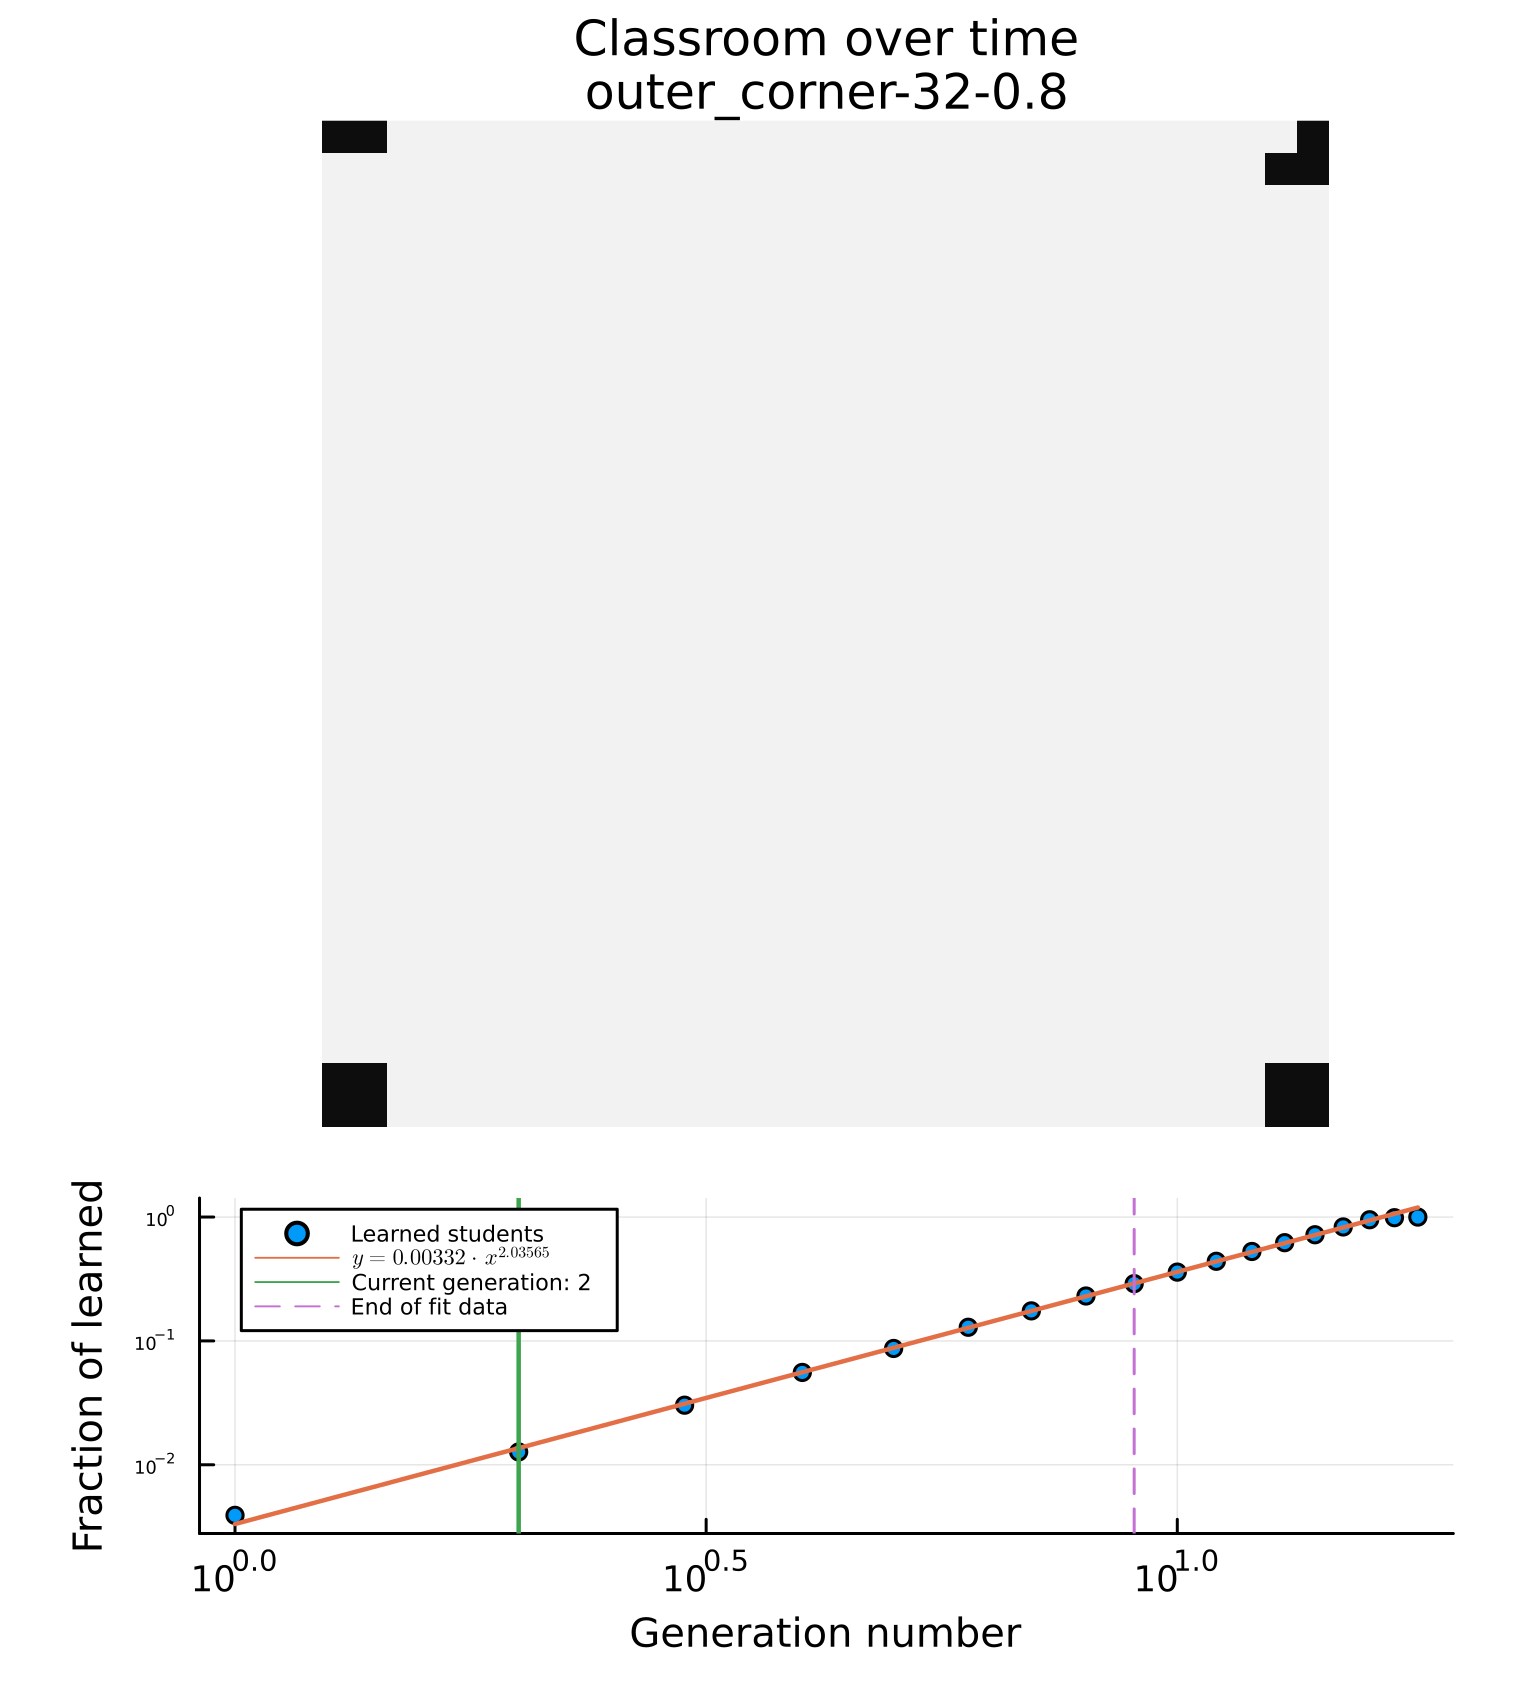 Classroom over time
outer_corner-32-0.8
Fraction of learned
10⁰
10⁻¹
10⁻²
Learned students
y = 0.00332 · x^2.03565
Current generation: 2
End of fit data
10^0.0
10^0.5
10^1.0
Generation number